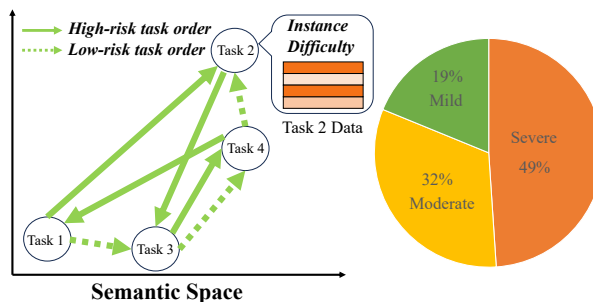 High-risk task order
Low-risk task order
Task 2
Instance
Difficulty
Task 2 Data
Task 4
Task 1
Task 3
Semantic Space
19%
Mild
Severe
49%
32%
Moderate